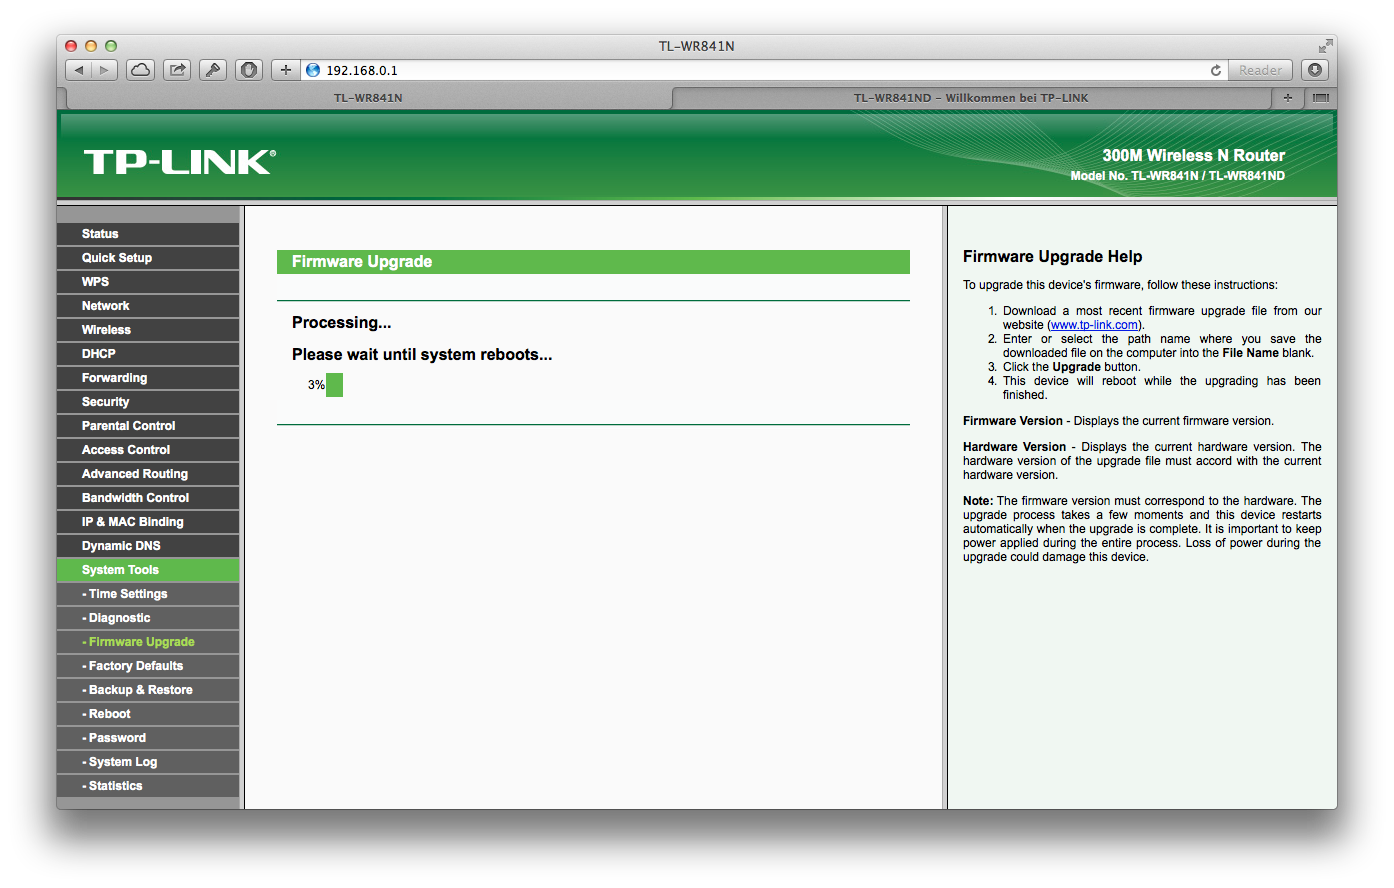 TL-WR841N
192.168.0.1
Reader
TL-WR841N
TL-WR841ND - Willkommen bei TP-LINK
TP-LINK®
300M Wireless N Router
Model No. TL-WR841N / TL-WR841ND
Status
Quick Setup
WPS
Network
Wireless
DHCP
Forwarding
Security
Parental Control
Access Control
Advanced Routing
Bandwidth Control
IP & MAC Binding
Dynamic DNS
System Tools
- Time Settings
- Diagnostic
- Firmware Upgrade
- Factory Defaults
- Backup & Restore
- Reboot
- Password
- System Log
- Statistics
Firmware Upgrade
Processing...
Please wait until system reboots...
3%
Firmware Upgrade Help
To upgrade this device's firmware, follow these instructions:
1. Download a most recent firmware upgrade file from our
website (www.tp-link.com).
2. Enter or select the path name where you save the
downloaded file on the computer into the File Name blank.
3. Click the Upgrade button.
4. This device will reboot while the upgrading has been
finished.
Firmware Version - Displays the current firmware version.
Hardware Version - Displays the current hardware version. The
hardware version of the upgrade file must accord with the current
hardware version.
Note: The firmware version must correspond to the hardware. The
upgrade process takes a few moments and this device restarts
automatically when the upgrade is complete. It is important to keep
power applied during the entire process. Loss of power during the
upgrade could damage this device.